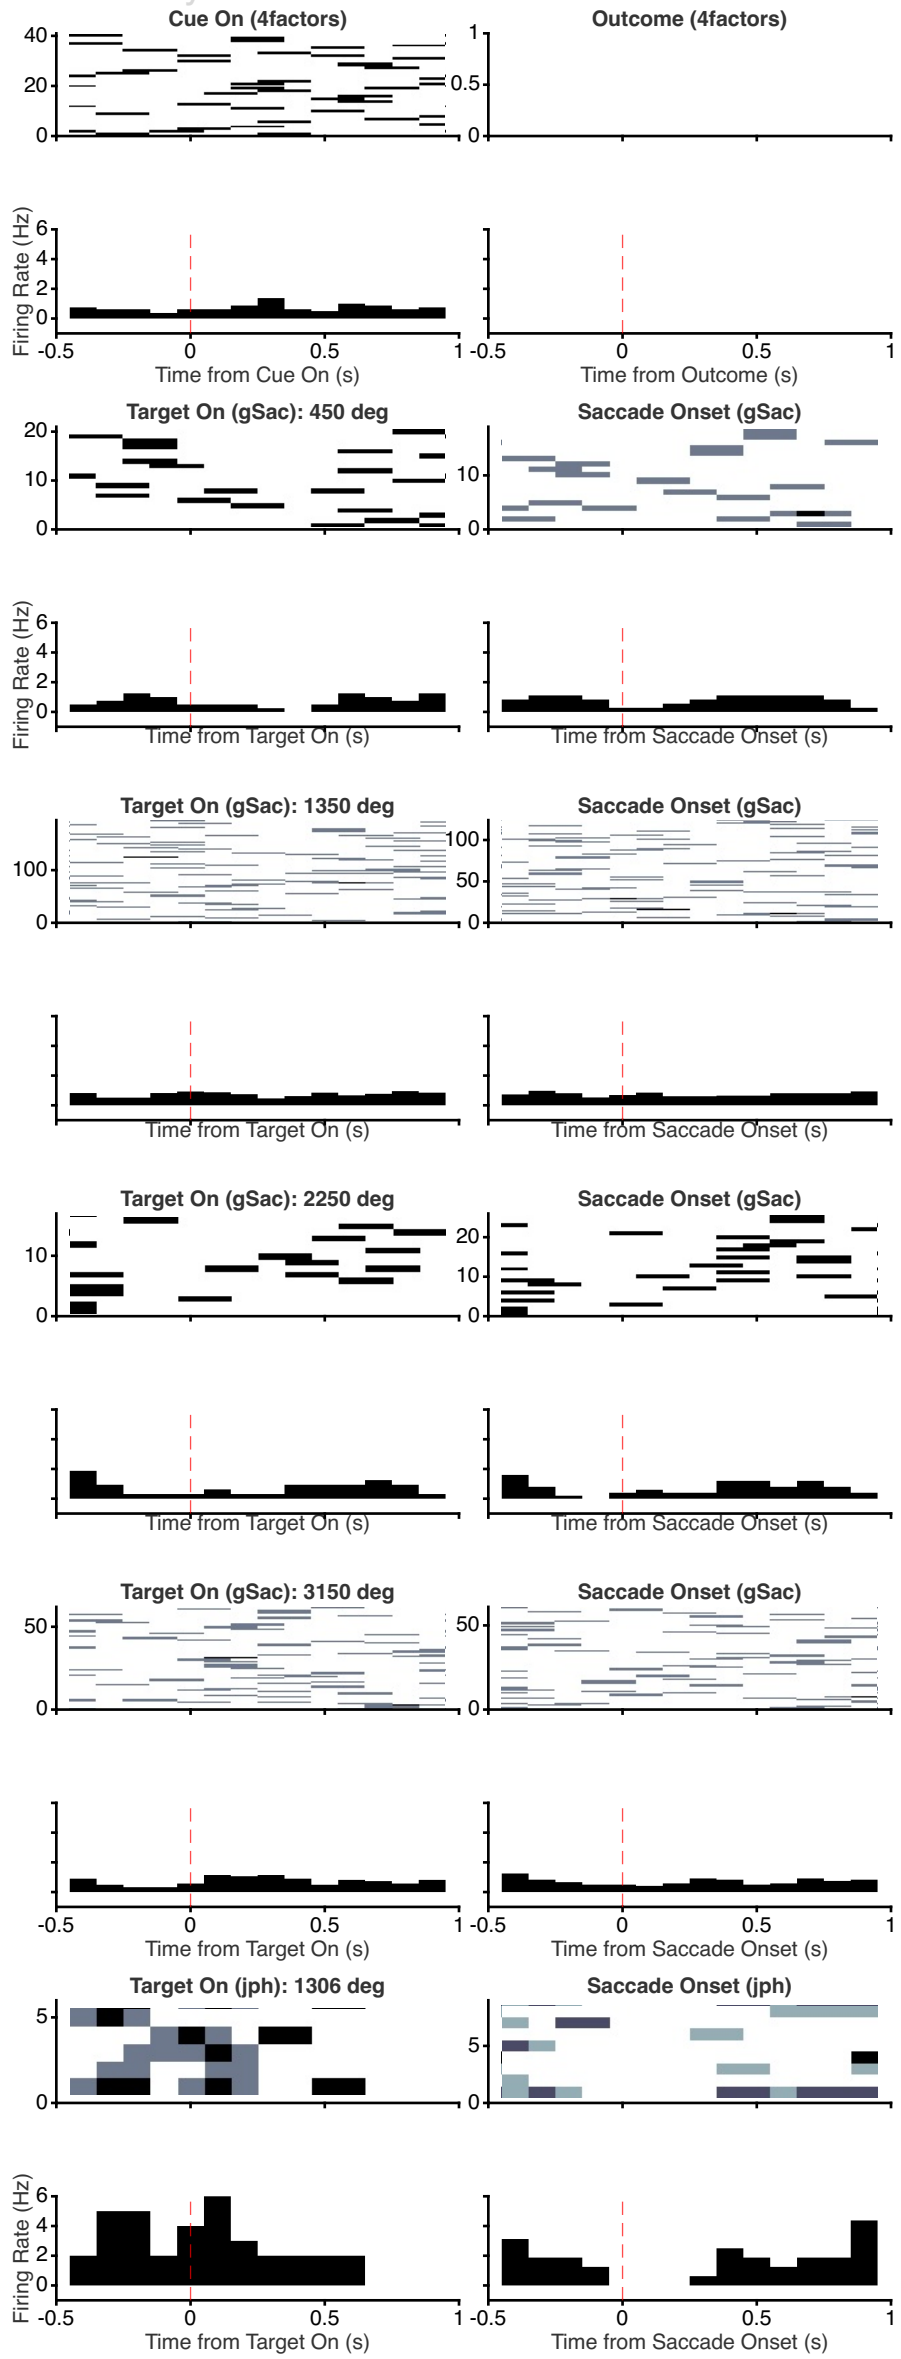 Cue On (4factors) Outcome (4factors)
40 1
20 0.5
0 0
Firing Rate (Hz)
6
4
2
0
-0.5 0 0.5 1 -0.5 0 0.5 1
Time from Cue On (s) Time from Outcome (s)
Target On (gSac): 450 deg Saccade Onset (gSac)
20
10 10
0 0
Firing Rate (Hz)
6
4
2
0
Time from Target On (s) Time from Saccade Onset (s)
Target On (gSac): 1350 deg Saccade Onset (gSac)
100 100
50
0 0
Time from Target On (s) Time from Saccade Onset (s)
Target On (gSac): 2250 deg Saccade Onset (gSac)
20
10 10
0 0
Time from Target On (s) Time from Saccade Onset (s)
Target On (gSac): 3150 deg Saccade Onset (gSac)
50 50
0 0
-0.5 0 0.5 1 -0.5 0 0.5 1
Time from Target On (s) Time from Saccade Onset (s)
Target On (jph): 1306 deg Saccade Onset (jph)
5 5
0 0
Firing Rate (Hz)
6
4
2
0
-0.5 0 0.5 1 -0.5 0 0.5 1
Time from Target On (s) Time from Saccade Onset (s)